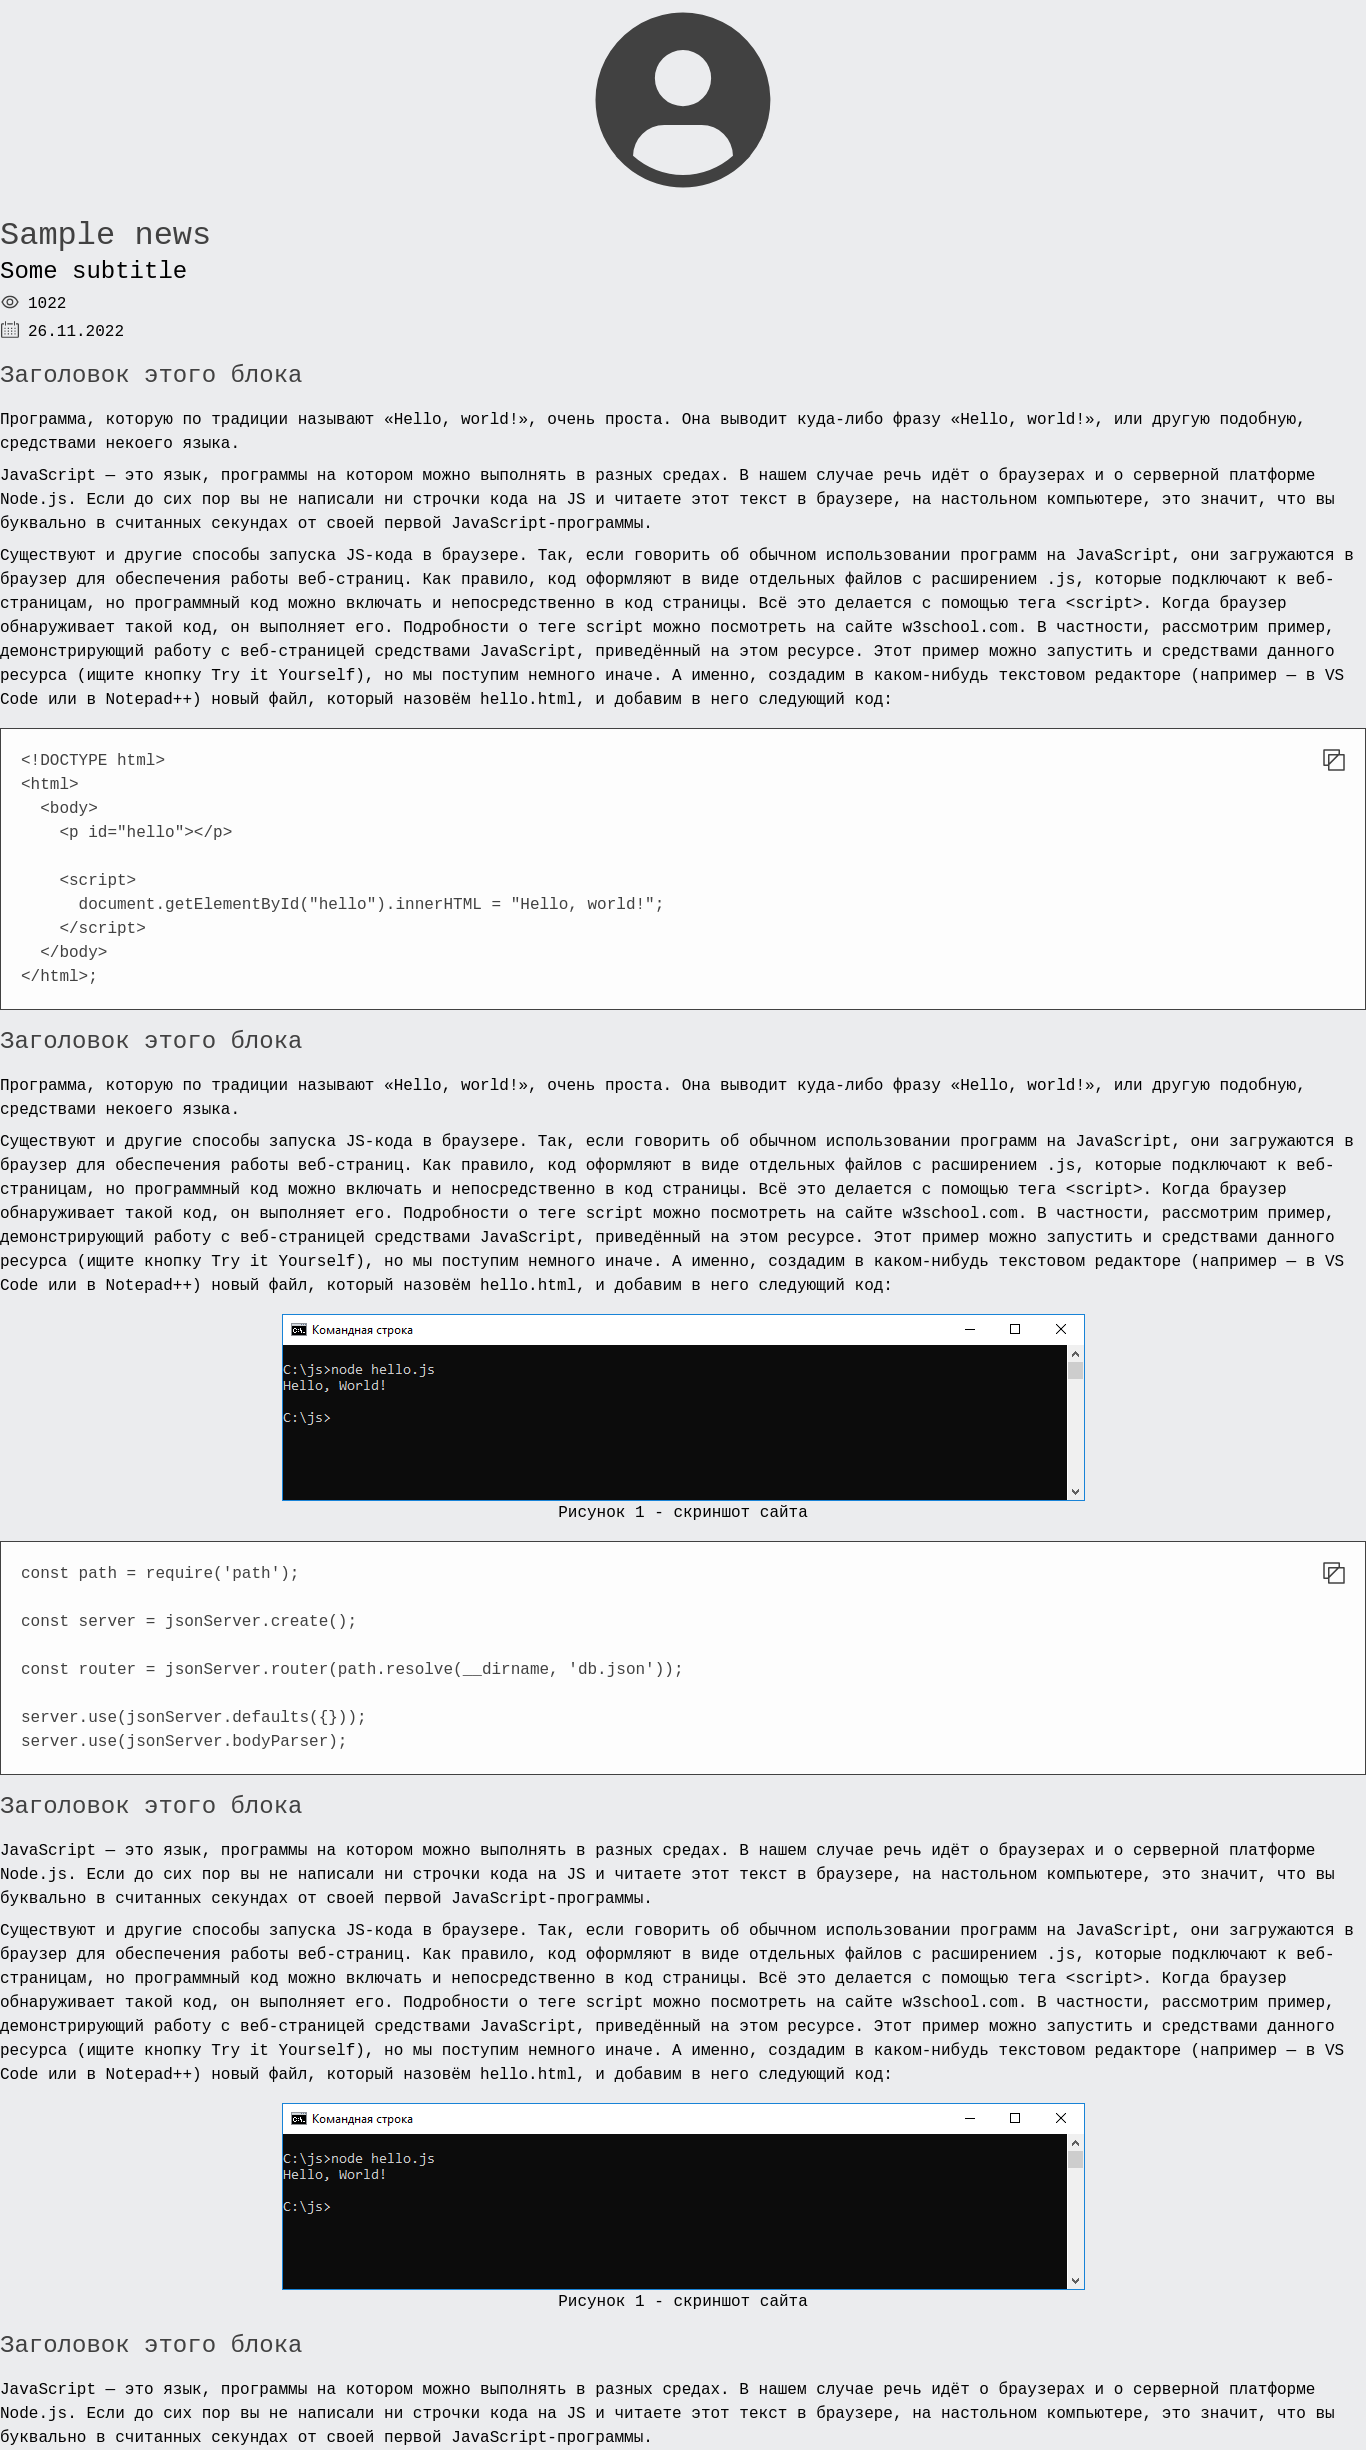 Sample news
Some subtitle
1022
26.11.2022
Заголовок этого блока
Программа, которую по традиции называют «Hello, world!», очень проста. Она выводит куда-либо фразу «Hello, world!», или другую подобную,
средствами некоего языка.
JavaScript — это язык, программы на котором можно выполнять в разных средах. В нашем случае речь идёт о браузерах и о серверной платформе
Node.js. Если до сих пор вы не написали ни строчки кода на JS и читаете этот текст в браузере, на настольном компьютере, это значит, что вы
буквально в считанных секундах от своей первой JavaScript-программы.
Существуют и другие способы запуска JS-кода в браузере. Так, если говорить об обычном использовании программ на JavaScript, они загружаются в
браузер для обеспечения работы веб-страниц. Как правило, код оформляют в виде отдельных файлов с расширением .js, которые подключают к веб-
страницам, но программный код можно включать и непосредственно в код страницы. Всё это делается с помощью тега <script>. Когда браузер
обнаруживает такой код, он выполняет его. Подробности о теге script можно посмотреть на сайте w3school.com. В частности, рассмотрим пример,
демонстрирующий работу с веб-страницей средствами JavaScript, приведённый на этом ресурсе. Этот пример можно запустить и средствами данного
ресурса (ищите кнопку Try it Yourself), но мы поступим немного иначе. А именно, создадим в каком-нибудь текстовом редакторе (например — в VS
Code или в Notepad++) новый файл, который назовём hello.html, и добавим в него следующий код:
<!DOCTYPE html>
<html>
<body>
<p id="hello"></p>
<script>
document.getElementById("hello").innerHTML = "Hello, world!";
</script>
</body>
</html>;
Заголовок этого блока
Программа, которую по традиции называют «Hello, world!», очень проста. Она выводит куда-либо фразу «Hello, world!», или другую подобную,
средствами некоего языка.
Существуют и другие способы запуска JS-кода в браузере. Так, если говорить об обычном использовании программ на JavaScript, они загружаются в
браузер для обеспечения работы веб-страниц. Как правило, код оформляют в виде отдельных файлов с расширением .js, которые подключают к веб-
страницам, но программный код можно включать и непосредственно в код страницы. Всё это делается с помощью тега <script>. Когда браузер
обнаруживает такой код, он выполняет его. Подробности о теге script можно посмотреть на сайте w3school.com. В частности, рассмотрим пример,
демонстрирующий работу с веб-страницей средствами JavaScript, приведённый на этом ресурсе. Этот пример можно запустить и средствами данного
ресурса (ищите кнопку Try it Yourself), но мы поступим немного иначе. А именно, создадим в каком-нибудь текстовом редакторе (например — в VS
Code или в Notepad++) новый файл, который назовём hello.html, и добавим в него следующий код:
Командная строка
C:\js>node hello.js
Hello, World!
C:\js>
Рисунок 1 - скриншот сайта
const path = require('path');
const server = jsonServer.create();
const router = jsonServer.router(path.resolve(__dirname, 'db.json'));
server.use(jsonServer.defaults({}));
server.use(jsonServer.bodyParser);
Заголовок этого блока
JavaScript — это язык, программы на котором можно выполнять в разных средах. В нашем случае речь идёт о браузерах и о серверной платформе
Node.js. Если до сих пор вы не написали ни строчки кода на JS и читаете этот текст в браузере, на настольном компьютере, это значит, что вы
буквально в считанных секундах от своей первой JavaScript-программы.
Существуют и другие способы запуска JS-кода в браузере. Так, если говорить об обычном использовании программ на JavaScript, они загружаются в
браузер для обеспечения работы веб-страниц. Как правило, код оформляют в виде отдельных файлов с расширением .js, которые подключают к веб-
страницам, но программный код можно включать и непосредственно в код страницы. Всё это делается с помощью тега <script>. Когда браузер
обнаруживает такой код, он выполняет его. Подробности о теге script можно посмотреть на сайте w3school.com. В частности, рассмотрим пример,
демонстрирующий работу с веб-страницей средствами JavaScript, приведённый на этом ресурсе. Этот пример можно запустить и средствами данного
ресурса (ищите кнопку Try it Yourself), но мы поступим немного иначе. А именно, создадим в каком-нибудь текстовом редакторе (например — в VS
Code или в Notepad++) новый файл, который назовём hello.html, и добавим в него следующий код:
Командная строка
C:\js>node hello.js
Hello, World!
C:\js>
Рисунок 1 - скриншот сайта
Заголовок этого блока
JavaScript — это язык, программы на котором можно выполнять в разных средах. В нашем случае речь идёт о браузерах и о серверной платформе
Node.js. Если до сих пор вы не написали ни строчки кода на JS и читаете этот текст в браузере, на настольном компьютере, это значит, что вы
буквально в считанных секундах от своей первой JavaScript-программы.